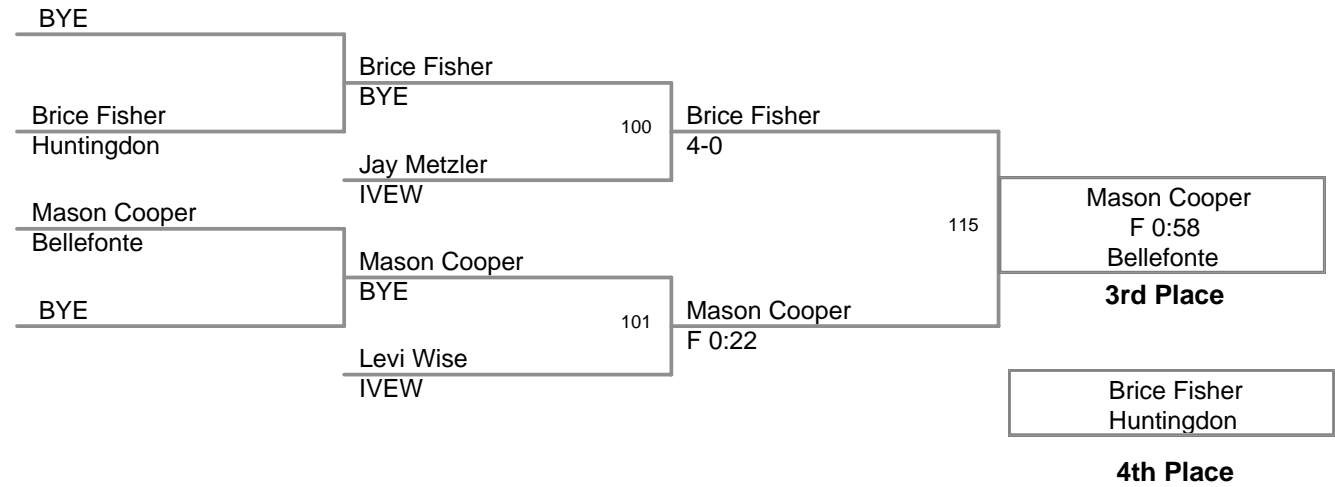 BYE
Brice Fisher
BYE
Brice Fisher
Huntingdon
100
Brice Fisher
4-0
Jay Metzler
IVEW
Mason Cooper
Bellefonte
115
Mason Cooper
F 0:58
Bellefonte
3rd Place
Mason Cooper
BYE
BYE
101
Mason Cooper
F 0:22
Levi Wise
IVEW
Brice Fisher
Huntingdon
4th Place